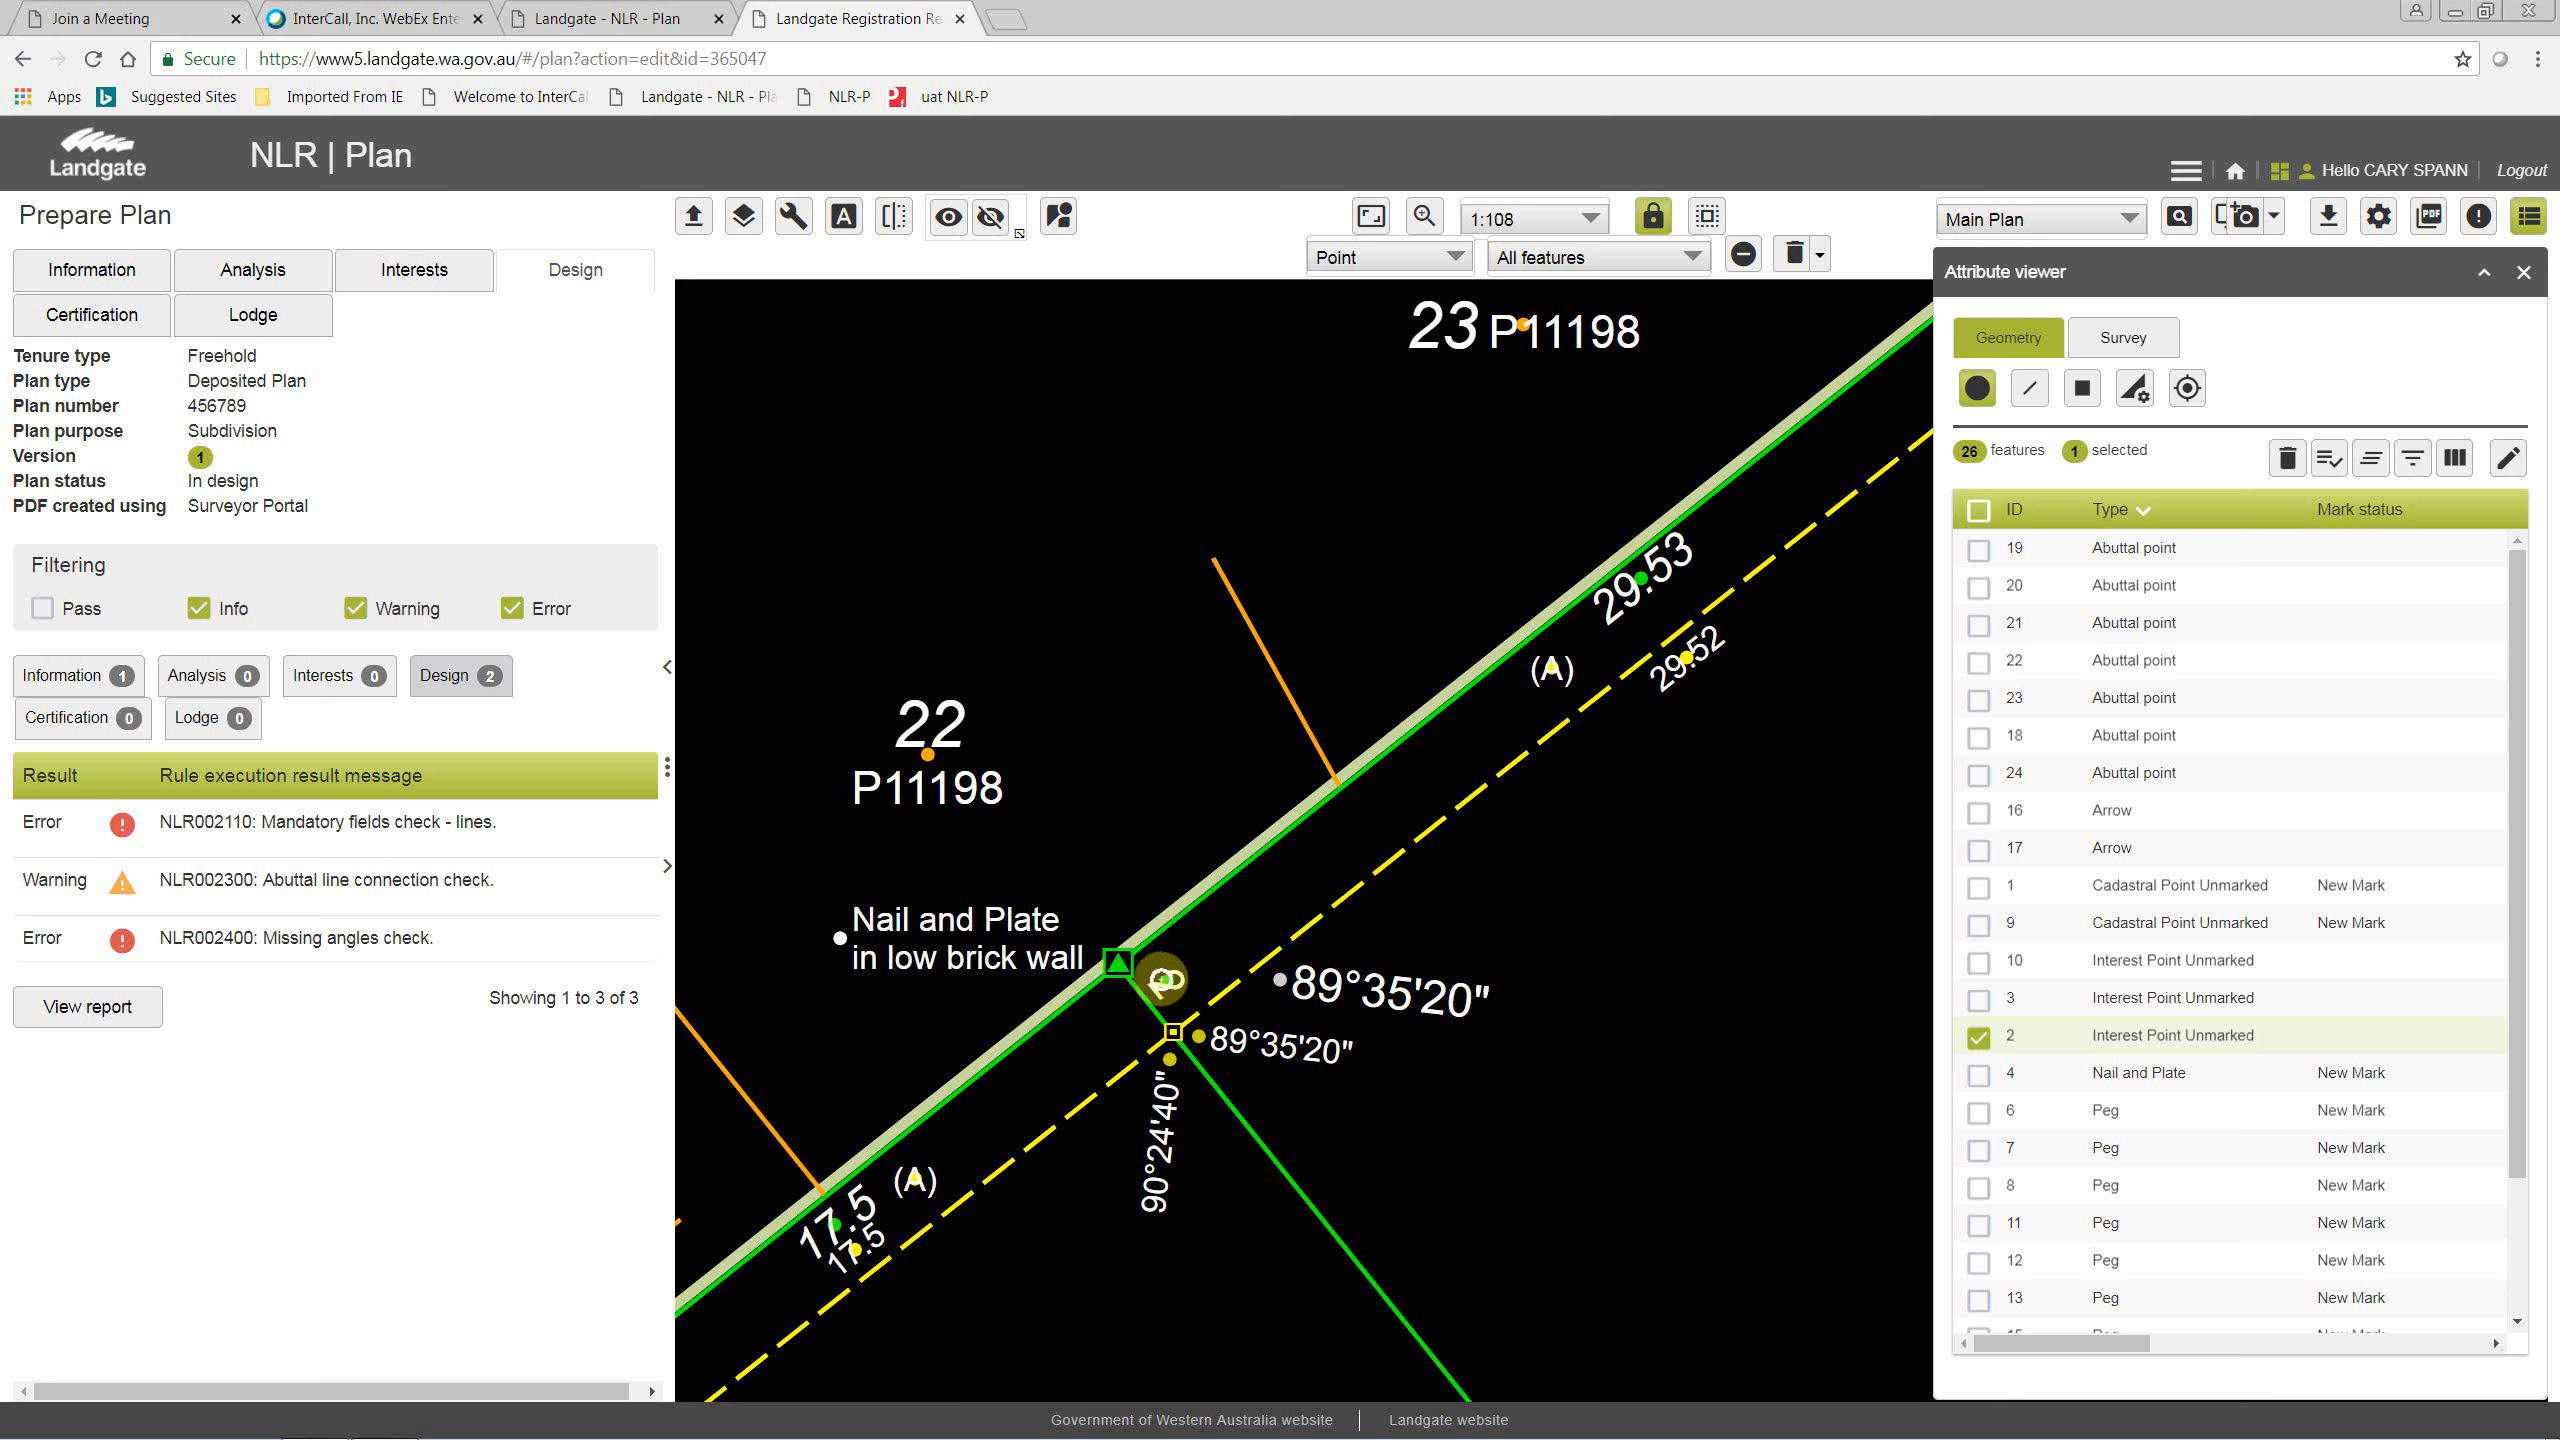 Join a Meeting
InterCall, Inc. WebEx Ente
Landgate - NLR - Plan
Landgate Registration Re
Secure
https://www5.landgate.wa.gov.au/#/plan?action=edit&id=365047
Apps
Suggested Sites
Imported From IE
Welcome to InterCal
Landgate - NLR - Pla
NLR-P
uat NLR-P
Landgate
NLR | Plan
Hello CARY SPANN
Logout
Prepare Plan
Information
Analysis
Interests
Design
Certification
Lodge
Tenure type Freehold
Plan type Deposited Plan
Plan number 456789
Plan purpose Subdivision
Version 1
Plan status In design
PDF created using Surveyor Portal
Filtering
Pass
Info
Warning
Error
Information 1
Analysis 0
Interests 0
Design 2
Certification 0
Lodge 0
Result Rule execution result message
Error NLR002110: Mandatory fields check - lines.
Warning NLR002300: Abuttal line connection check.
Error NLR002400: Missing angles check.
View report
Showing 1 to 3 of 3
A
1:108
Point
All features
Main Plan
PDF
23 P11198
29.53
(A)
29.52
22
P11198
Nail and Plate
in low brick wall
89°35'20"
89°35'20"
90°24'40"
(A)
17.5
17.5
Attribute viewer
Geometry
Survey
26 features 1 selected
ID Type Mark status
19 Abuttal point
20 Abuttal point
21 Abuttal point
22 Abuttal point
23 Abuttal point
18 Abuttal point
24 Abuttal point
16 Arrow
17 Arrow
1 Cadastral Point Unmarked New Mark
9 Cadastral Point Unmarked New Mark
10 Interest Point Unmarked
3 Interest Point Unmarked
2 Interest Point Unmarked
4 Nail and Plate New Mark
6 Peg New Mark
7 Peg New Mark
8 Peg New Mark
11 Peg New Mark
12 Peg New Mark
13 Peg New Mark
Government of Western Australia website
Landgate website